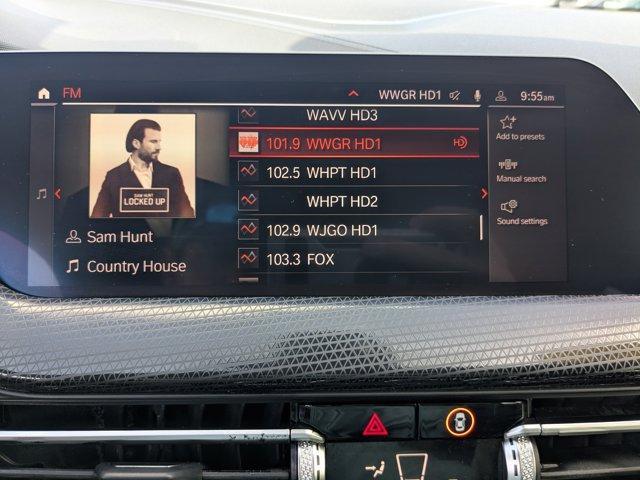 FM
WWGR HD1
9:55am
WAVV HD3
101.9 WWGR HD1
HD
102.5 WHPT HD1
WHPT HD2
102.9 WJGO HD1
103.3 FOX
SAM HUNT
LOCKED UP
Sam Hunt
Country House
Add to presets
Manual search
Sound settings